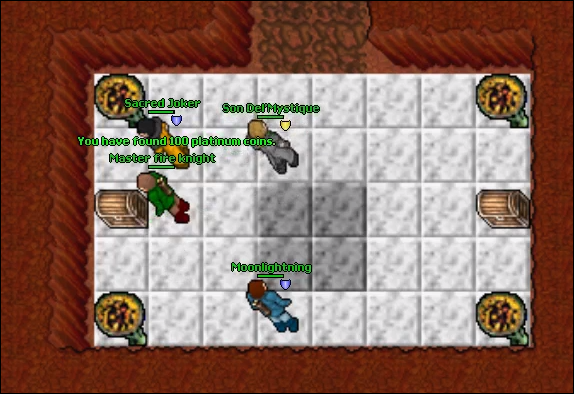 Sacred Joker
Son Del'Mystique
You have found 100 platinum coins.
Master fire knight
Moonlightning